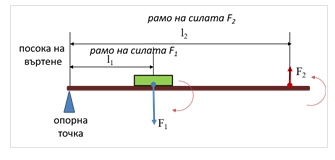 рамо на силата F₂
l₂
посока на
въртене
рамо на силата F₁
l₁
F₂
опорна
точка
F₁